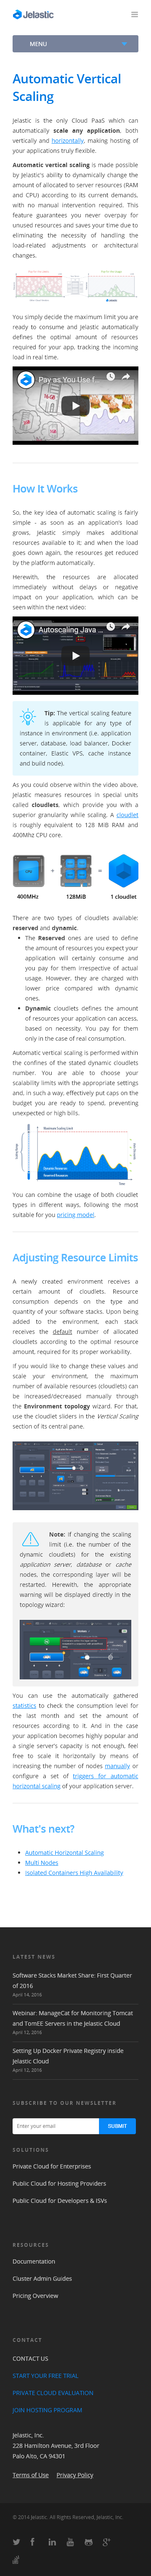 Jelastic
MENU
Automatic Vertical
Scaling
Jelastic is the only Cloud PaaS which can
automatically scale any application, both
vertically and horizontally, making hosting of
applications truly flexible.
Automatic vertical scaling is made possible
by Jelastic's ability to dynamically change the
amount of allocated to server resources (RAM
and CPU) according to its current demands,
with no manual intervention required. This
feature guarantees you never overpay for
unused resources and saves your time due to
eliminating the necessity of handling the
load-related adjustments or architectural
changes.
You simply decide the maximum limit you are
ready to consume and Jelastic automatically
defines the optimal amount of resources
required for your app, tracking the incoming
load in real time.
Pay as You Use f...
How It Works
So, the key idea of automatic scaling is fairly
simple - as soon as an application's load
grows, Jelastic simply makes additional
resources available to it; and when the load
goes down again, the resources get reduced
by the platform automatically.
Herewith, the resources are allocated
immediately without delays or negative
impact on working application, which can be
seen within the next video:
Autoscaling Java ...
Tip: The vertical scaling feature
is applicable for any type of
instance in environment (i.e. application
server, database, load balancer, Docker
container, Elastic VPS, cache instance
and build nodes).
As you could observe within the video above,
Jelastic measures resources in special units
called cloudlets, which provide you with a
superior granularity while scaling. A cloudlet
is roughly equivalent to 128 MiB RAM and
400Mhz CPU core.
CPU
+
=
400MHz
128MiB
1 cloudlet
There are a two types of cloudlets available:
reserved and dynamic.
The Reserved ones are used to define
the amount of resources you expect your
application will certainly consume and
are paid for irrespective of the actual
usage. However, they are charged with
lower price compared to the dynamic
ones.
Dynamic cloudlets define the amount of
resources your application can access,
based on necessity. You pay for them
only in the case of real consumption.
Automatic vertical scaling is performed within
the confines of your predefined cloudlets
number. You are able to choose your
scalability limits with the appropriate settings
and, in such a way, effectively put caps on the
budget you are ready to spend, preventing
overspend or high bills.
You can combine the usage of both cloudlet
types in different ways, following the most
suitable for you pricing model.
Adjusting Resource Limits
A newly created environment receives a
certain amount of cloudlets. Resource
consumption depends on the type and
quantity of your software stacks. Upon being
added to the environment, each stack
receives the default number of allocated
cloudlets according to the optimal resource
amount, required for its proper workability.
If you would like to change these values and
scale your environment, the maximum
number of available resources (cloudlets) can
be increased/decreased manually through
the Environment topology wizard. For that,
use the cloudlet sliders in the Vertical Scaling
section of its central pane.
Note: If changing the scaling
limit (i.e. the number of dynamic
cloudlets) for the existing
application server, database or cache
nodes, the corresponding layer will be
restarted. Herewith, the appropriate
warning will be displayed directly in the
topology wizard:
You can use the automatically gathered
statistics to check the consumption level for
the last month and set the amount of
resources according to it. And when the
maximum is always close to the peak or even
a single server's capacity is not enough, feel
free to scale it horizontally by means of
increasing the number of nodes manually or
configure a set of triggers for automatic
horizontal scaling of your application server.
What's next?
Automatic Horizontal Scaling
Multi Nodes
Isolated Containers High Availability
LATEST NEWS
Software Stacks Market Share: First Quarter
of 2016
April 14, 2016
Webinar: ManageCat for Monitoring Tomcat
and TomEE Servers in the Jelastic Cloud
April 12, 2016
Setting Up Docker Private Registry inside
Jelastic Cloud
April 12, 2016
SUBSCRIBE TO OUR NEWSLETTER
Enter your email
SUBMIT
SOLUTIONS
Private Cloud for Enterprises
Public Cloud for Hosting Providers
Public Cloud for Developers & ISVs
RESOURCES
Documentation
Cluster Admin Guides
Pricing Overview
CONTACT
CONTACT US
START YOUR FREE TRIAL
PRIVATE CLOUD EVALUATION
JOIN HOSTING PROGRAM
Jelastic, Inc.
228 Hamilton Avenue, 3rd Floor
Palo Alto, CA 94301
Terms of Use Privacy Policy
© 2014 Jelastic. All Rights Reserved, Jelastic, Inc.